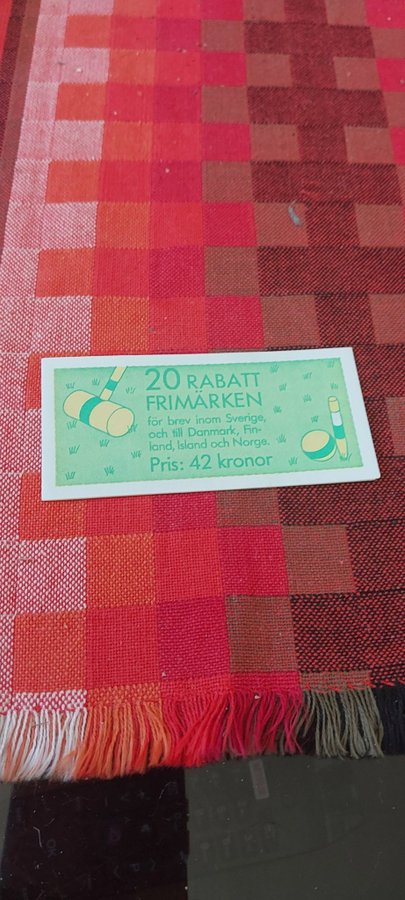 20 RABATT
FRIMÄRKEN
för brev inom Sverige,
och till Danmark, Fin-
land, Island och Norge.
Pris: 42 kronor